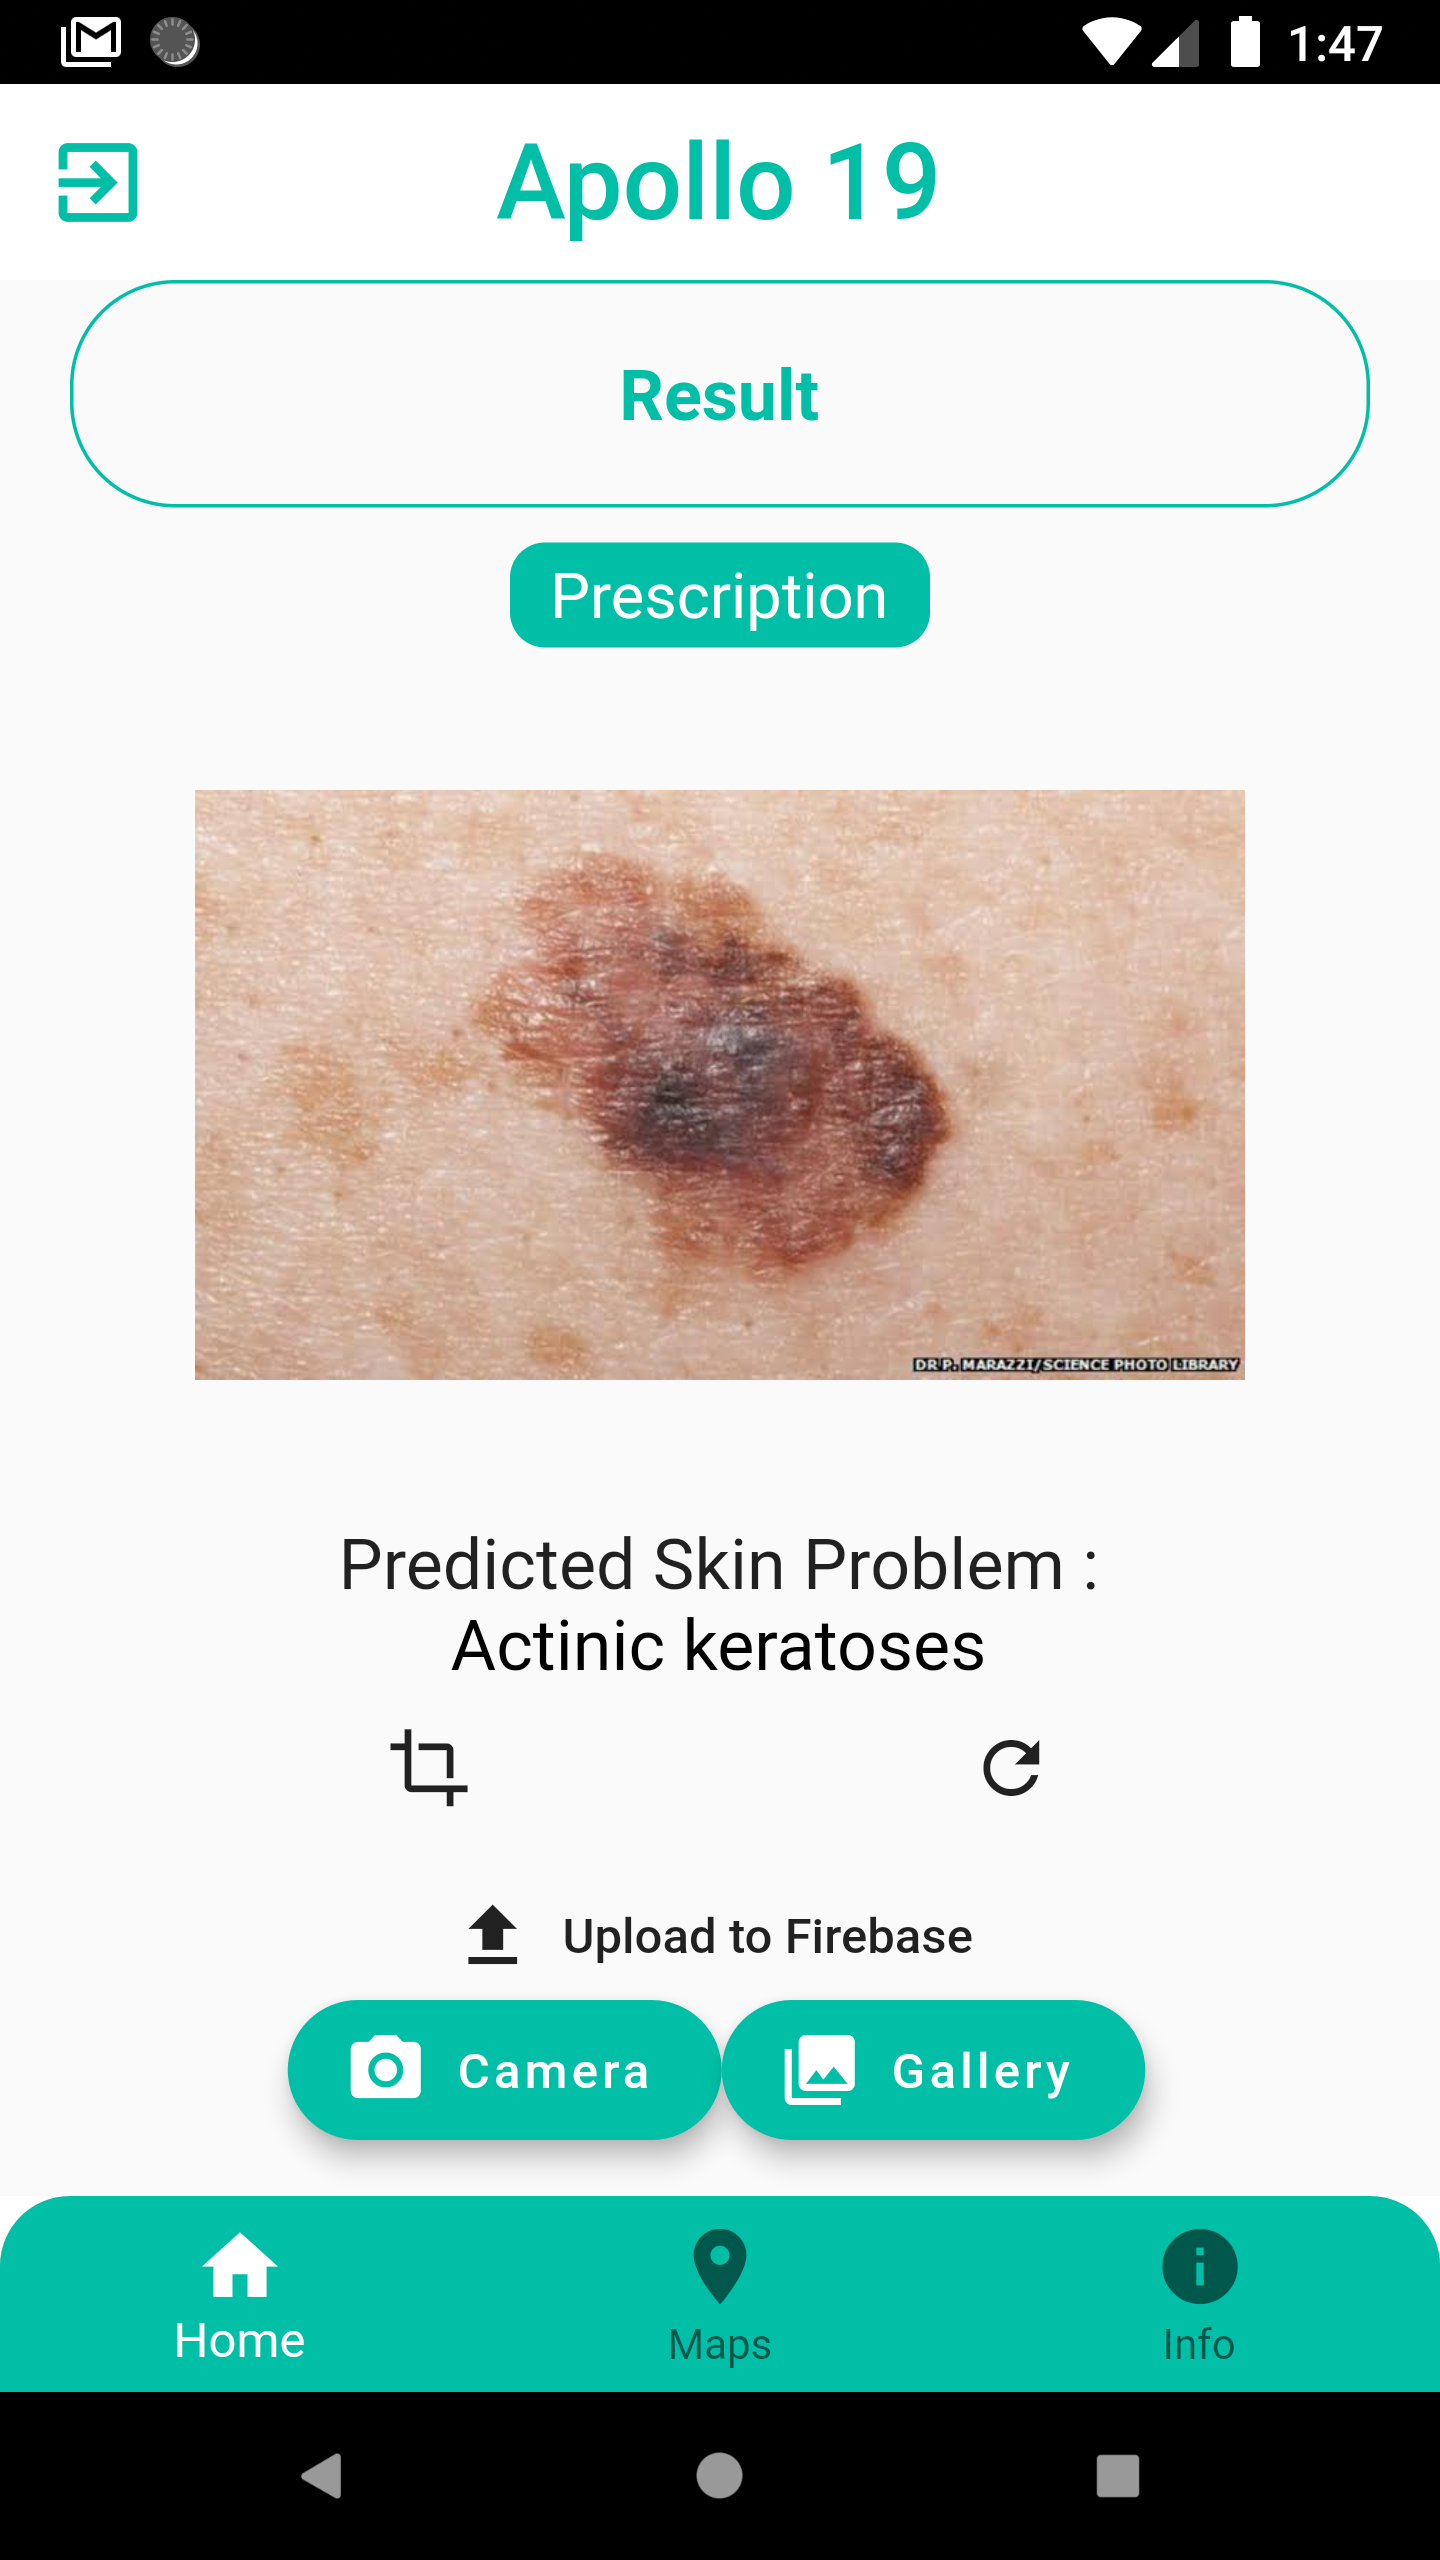 1:47
Apollo 19
Result
Prescription
DR P. MARAZZI/SCIENCE PHOTO LIBRARY
Predicted Skin Problem :
Actinic keratoses
Upload to Firebase
Camera Gallery
Home Maps Info